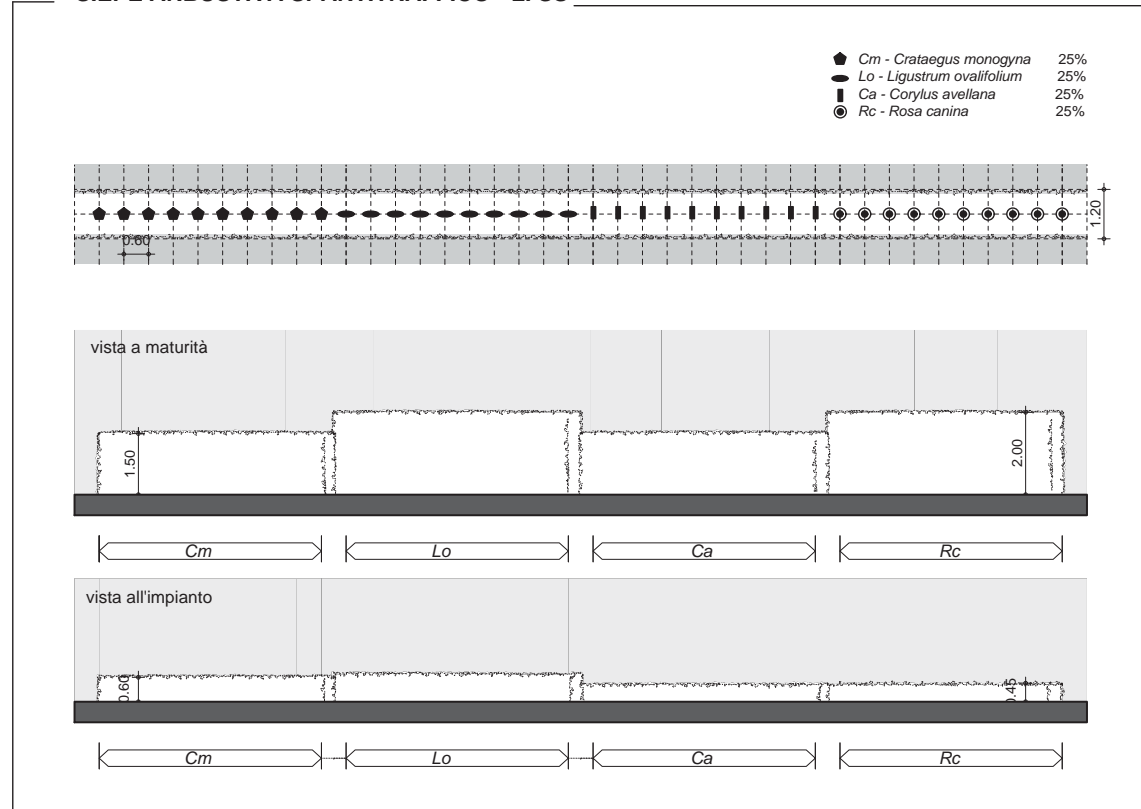 Cm - Crataegus monogyna 25%
Lo - Ligustrum ovalifolium 25%
Ca - Corylus avellana 25%
Rc - Rosa canina 25%
0.60
1.20
vista a maturità
1.50
2.00
Cm Lo Ca Rc
vista all'impianto
0.60
0.45
Cm Lo Ca Rc